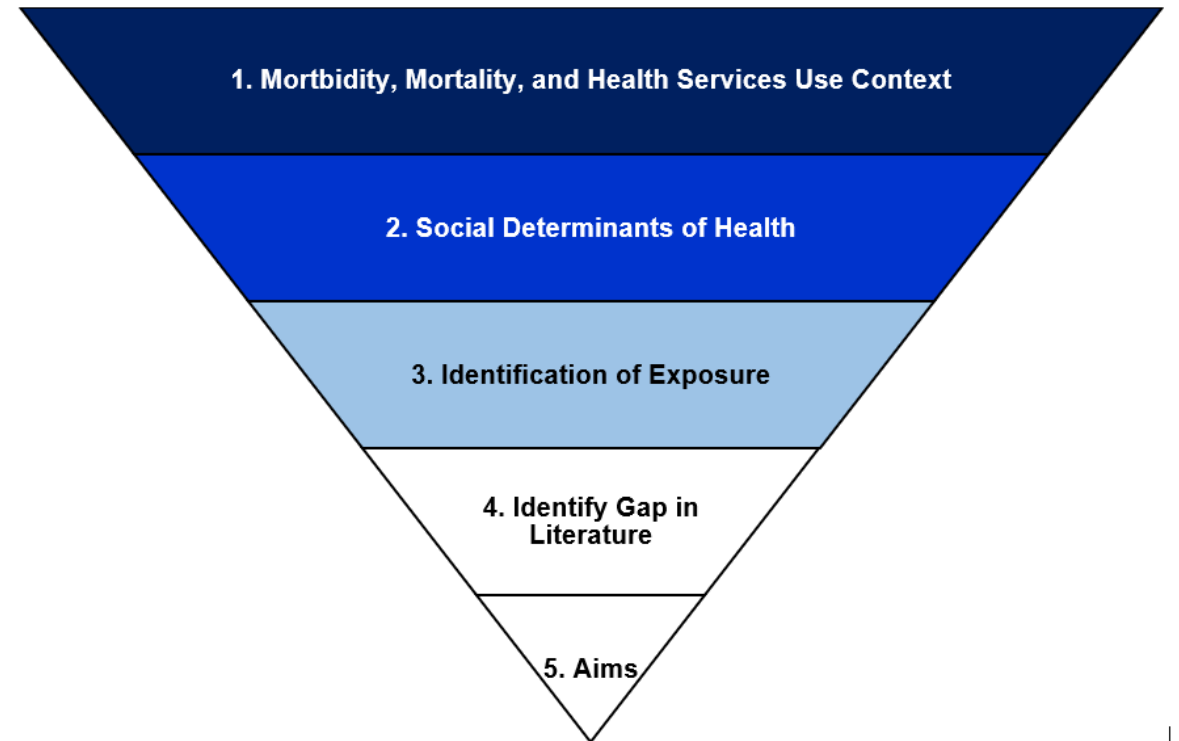 1. Mortbidity, Mortality, and Health Services Use Context
2. Social Determinants of Health
3. Identification of Exposure
4. Identify Gap in
Literature
5. Aims